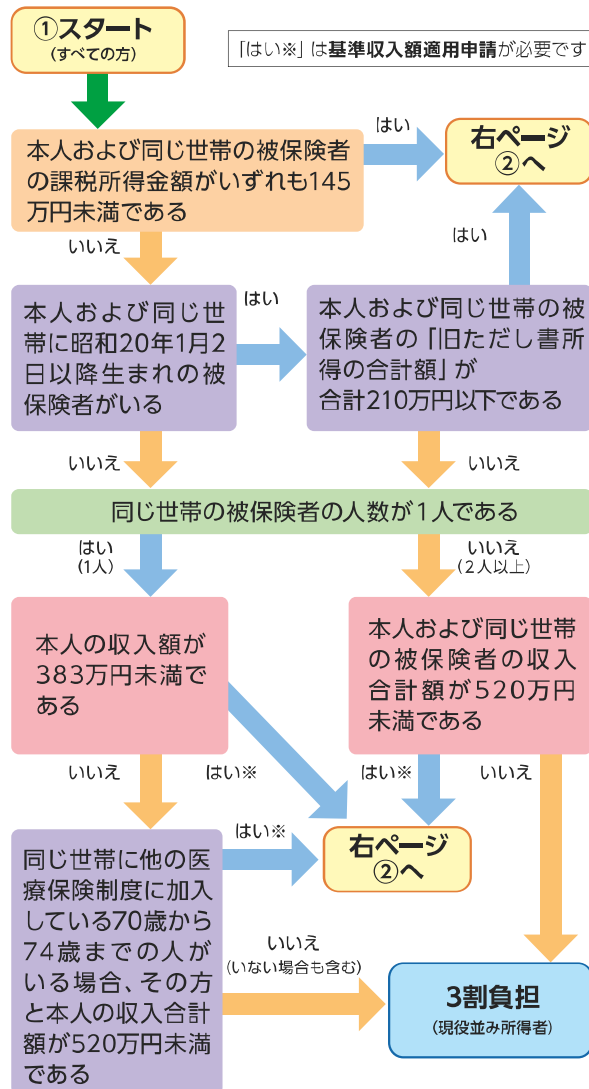 ①スタート
(すべての方)
「はい※」は基準収入額適用申請が必要です
本人および同じ世帯の被保険者
の課税所得金額がいずれも145
万円未満である
はい
右ページ
②へ
いいえ
はい
本人および同じ世
帯に昭和20年1月2
日以降生まれの被
保険者がいる
はい
本人および同じ世帯の被
保険者の「旧ただし書所
得の合計額」が
合計210万円以下である
いいえ
いいえ
同じ世帯の被保険者の人数が1人である
はい
(1人)
いいえ
(2人以上)
本人の収入額が
383万円未満で
ある
本人および同じ世帯
の被保険者の収入
合計額が520万円
未満である
いいえ
はい※
はい※
いいえ
はい※
右ページ
②へ
同じ世帯に他の医
療保険制度に加入
している70歳から
74歳までの人が
いる場合、その方
と本人の収入合計
額が520万円未満
である
いいえ
(いない場合も含む)
3割負担
(現役並み所得者)